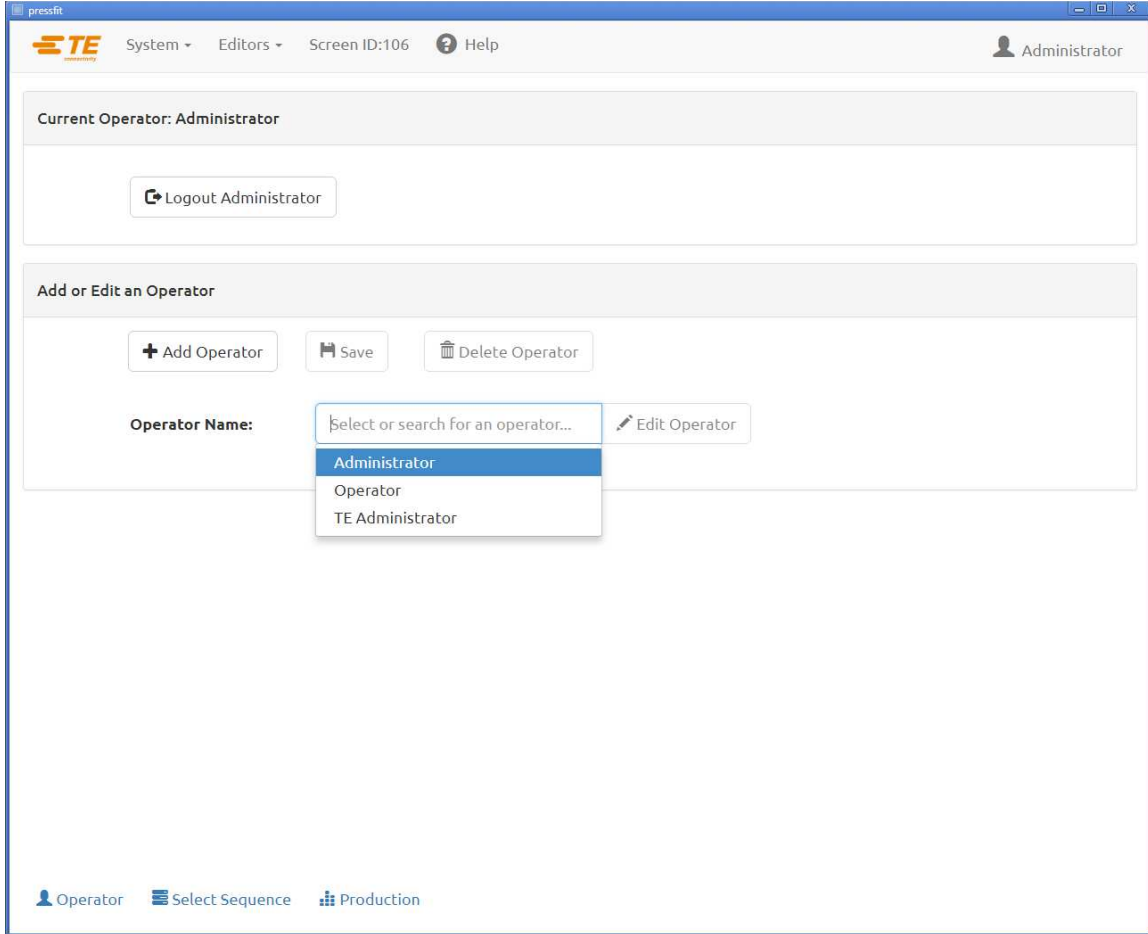 pressfit
TE connectivity System Editors Screen ID:106 ? Help Administrator
Current Operator: Administrator
Logout Administrator
Add or Edit an Operator
Add Operator Save Delete Operator
Operator Name: Select or search for an operator... Edit Operator
Administrator
Operator
TE Administrator
Operator Select Sequence Production